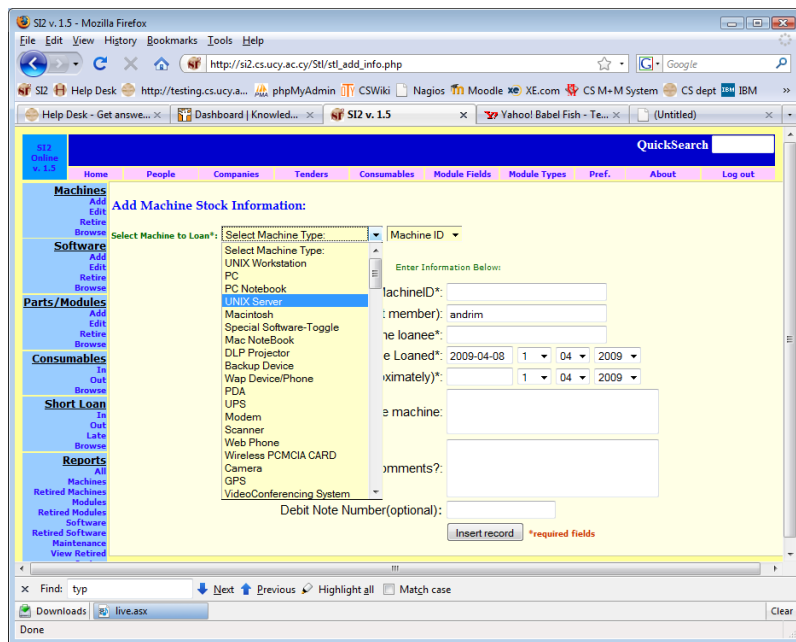 SI2 v. 1.5 - Mozilla Firefox
File Edit View History Bookmarks Tools Help
http://si2.cs.ucy.ac.cy/Stl/stl_add_info.php
Google
SI2 Help Desk http://testing.cs.ucy.a... phpMyAdmin CSWiki Nagios Moodle XE.com CS M+M System CS dept IBM IBM »
Help Desk - Get answe... Dashboard | Knowled... SI2 v. 1.5 Yahoo! Babel Fish - Te... (Untitled)
SI2
Online
v. 1.5
QuickSearch
Home People Companies Tenders Consumables Module Fields Module Types Pref. About Log out
Machines
Add
Edit
Retire
Browse
Software
Add
Edit
Retire
Browse
Parts/Modules
Add
Edit
Retire
Browse
Consumables
In
Out
Browse
Short Loan
In
Out
Late
Browse
Reports
All
Machines
Retired Machines
Modules
Retired Modules
Software
Retired Software
Maintenance
View Retired
Add Machine Stock Information:
Select Machine to Loan*: Select Machine Type: Machine ID
Select Machine Type:
UNIX Workstation
PC
PC Notebook
UNIX Server
Macintosh
Special Software-Toggle
Mac NoteBook
DLP Projector
Backup Device
Wap Device/Phone
PDA
UPS
Modem
Scanner
Web Phone
Wireless PCMCIA CARD
Camera
GPS
VideoConferencing System
Enter Information Below:
MachineID*:
t member): andrim
e loanee*:
e Loaned*: 2009-04-08 1 04 2009
oximately)*: 1 04 2009
e machine:
omments?:
Debit Note Number(optional):
Insert record *required fields
Find: typ Next Previous Highlight all Match case
Downloads live.asx Clear
Done